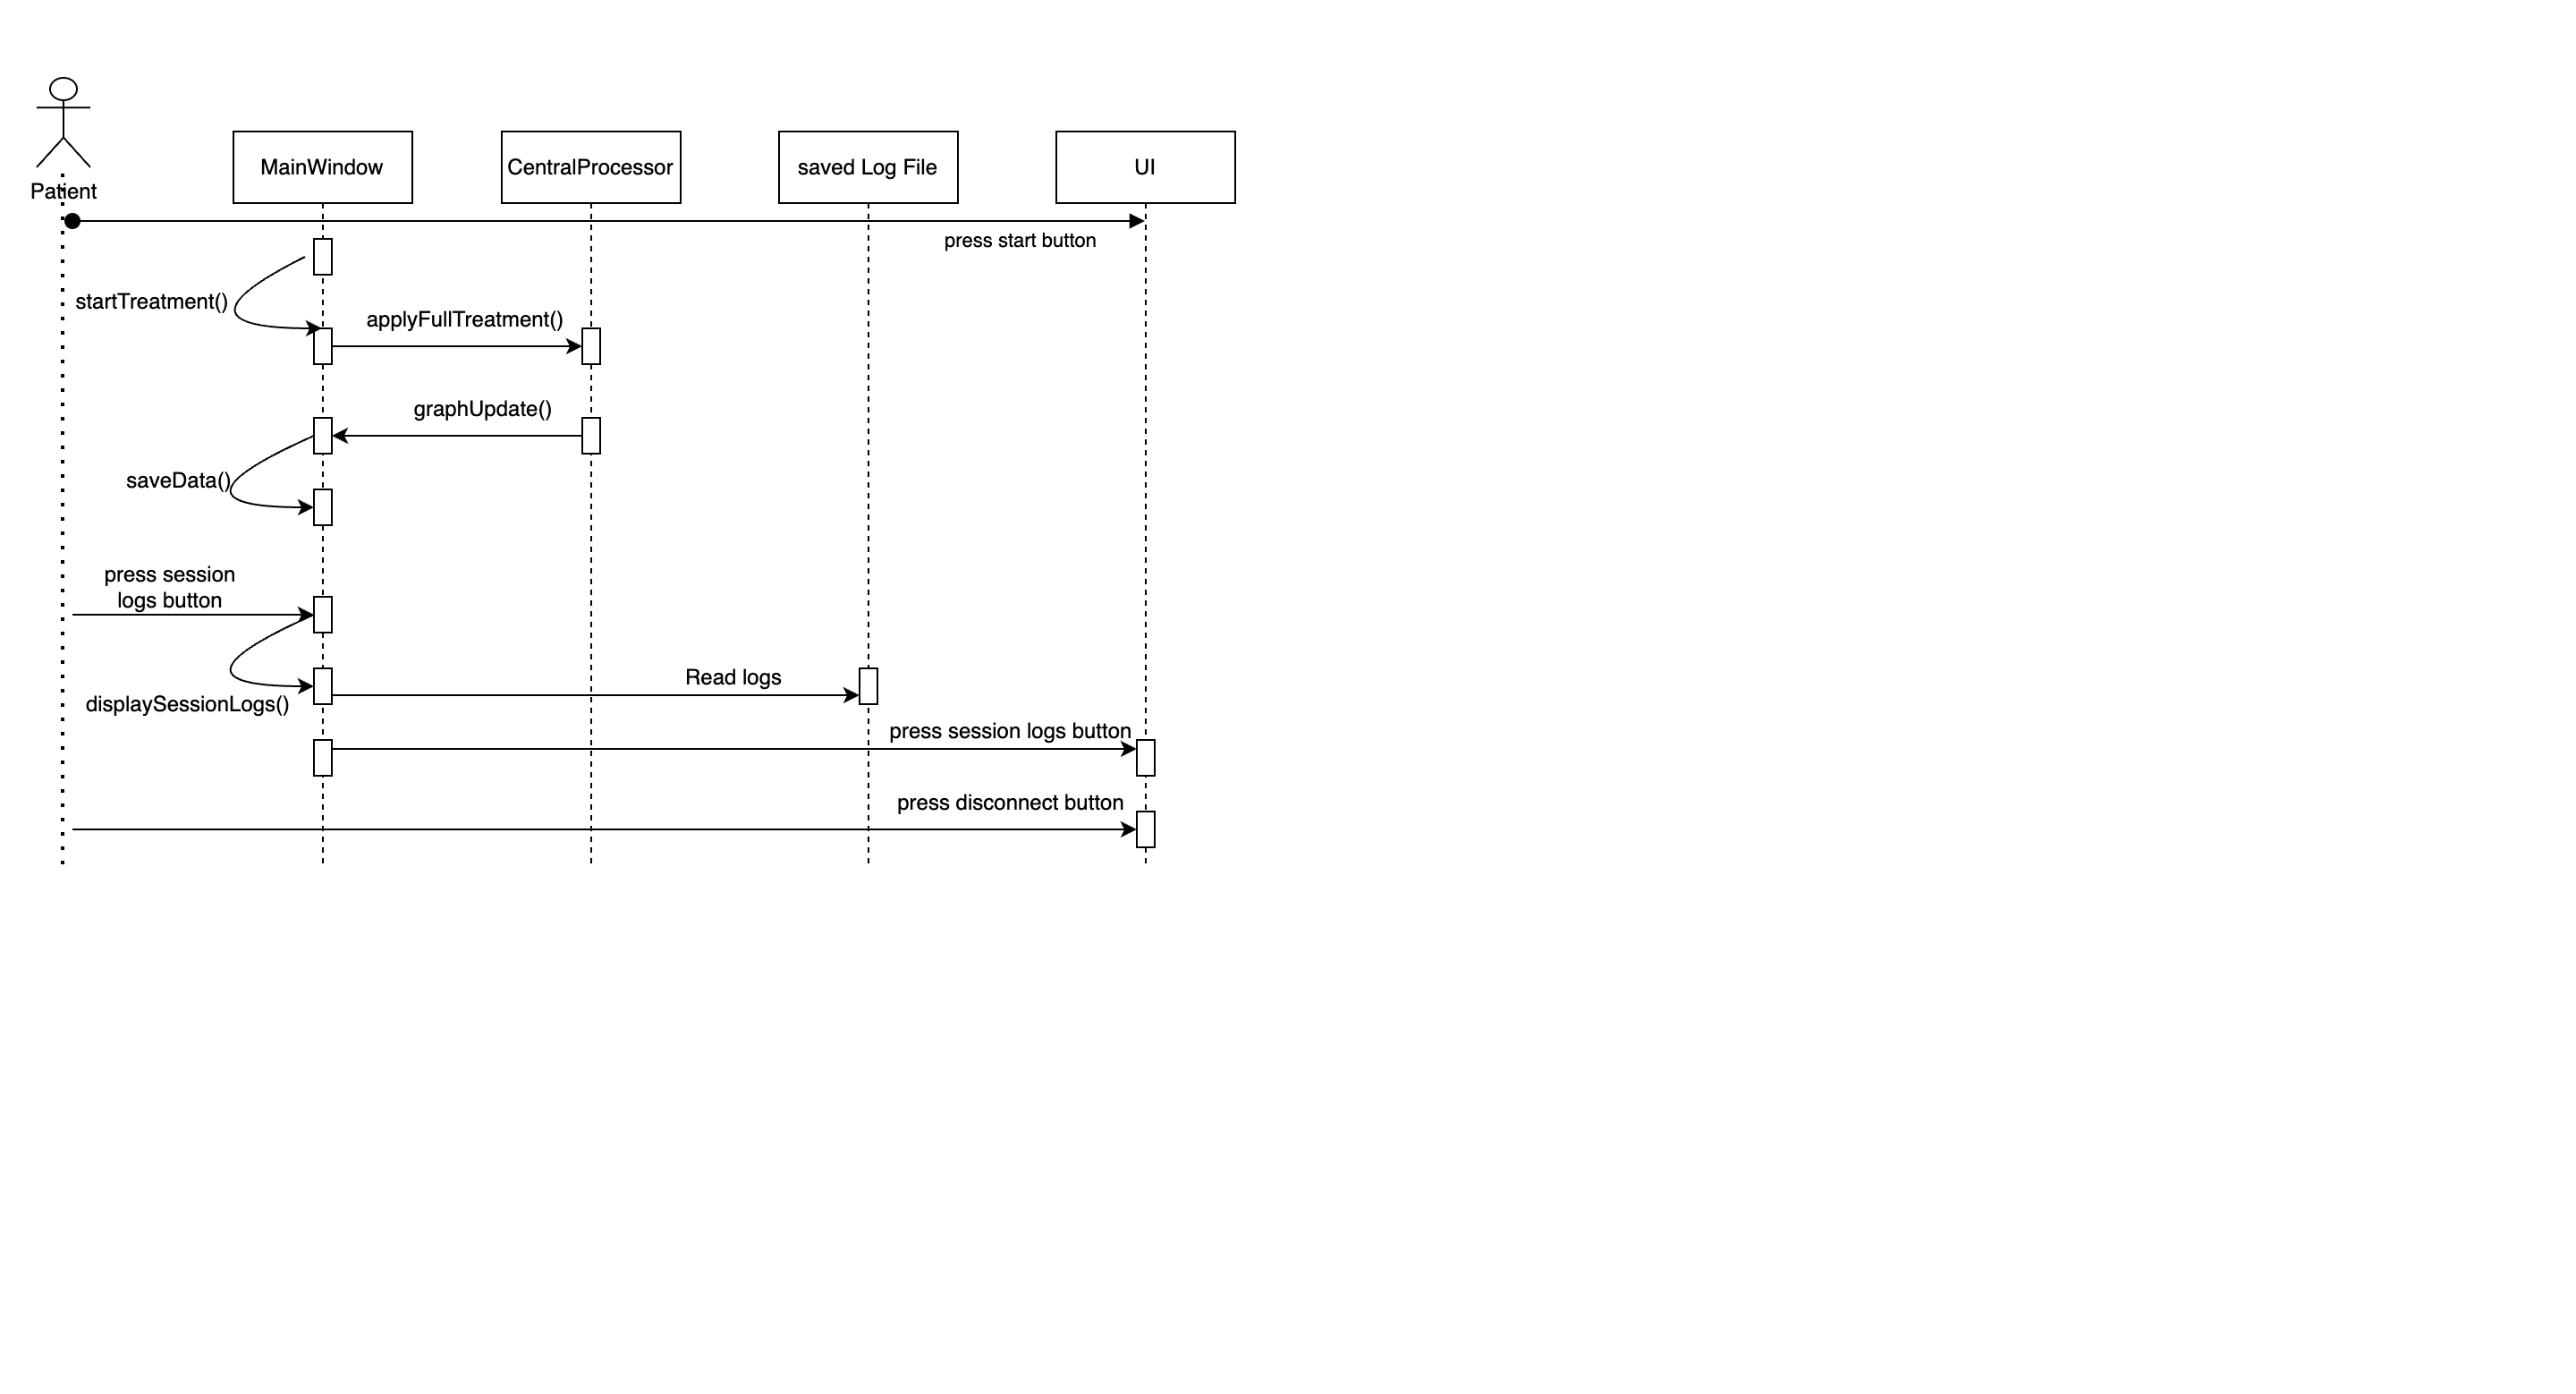 Patient
MainWindow
CentralProcessor
saved Log File
UI
press start button
startTreatment()
applyFullTreatment()
graphUpdate()
saveData()
press session
logs button
Read logs
displaySessionLogs()
press session logs button
press disconnect button